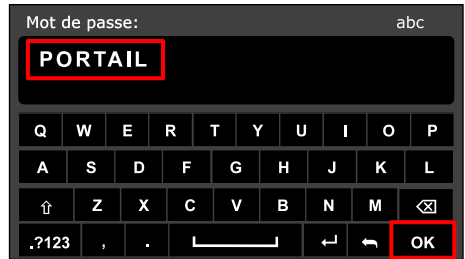 Mot de passe: abc
PORTAIL
Q W E R T Y U I O P
A S D F G H J K L
⇧ Z X C V B N M ⌫
.?123 , . OK